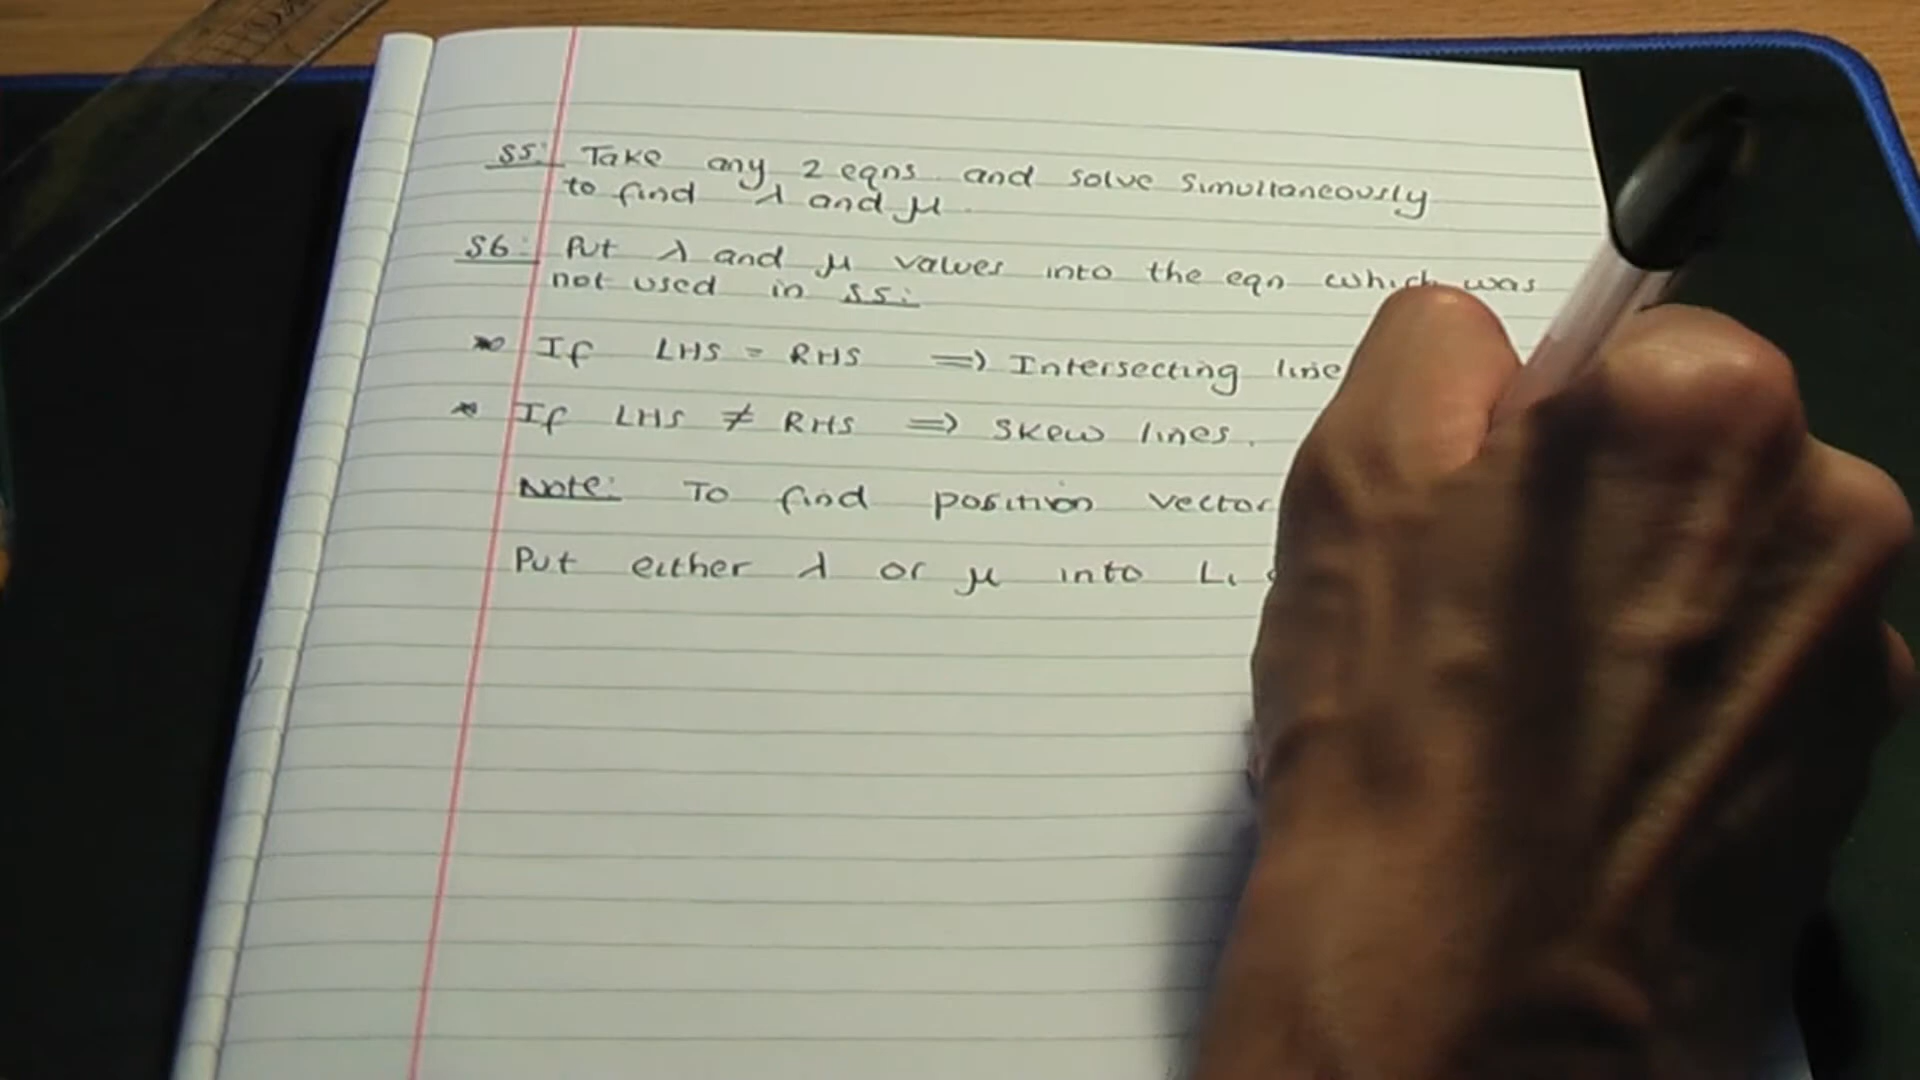 S5: Take any 2 eqns and solve simultaneously
to find λ and μ.
S6: Put λ and μ values into the eqn which was
not used in S5:
* If LHS = RHS => Intersecting line
* If LHS ≠ RHS => Skew lines.
Note: To find position vector
Put either λ or μ into L₁